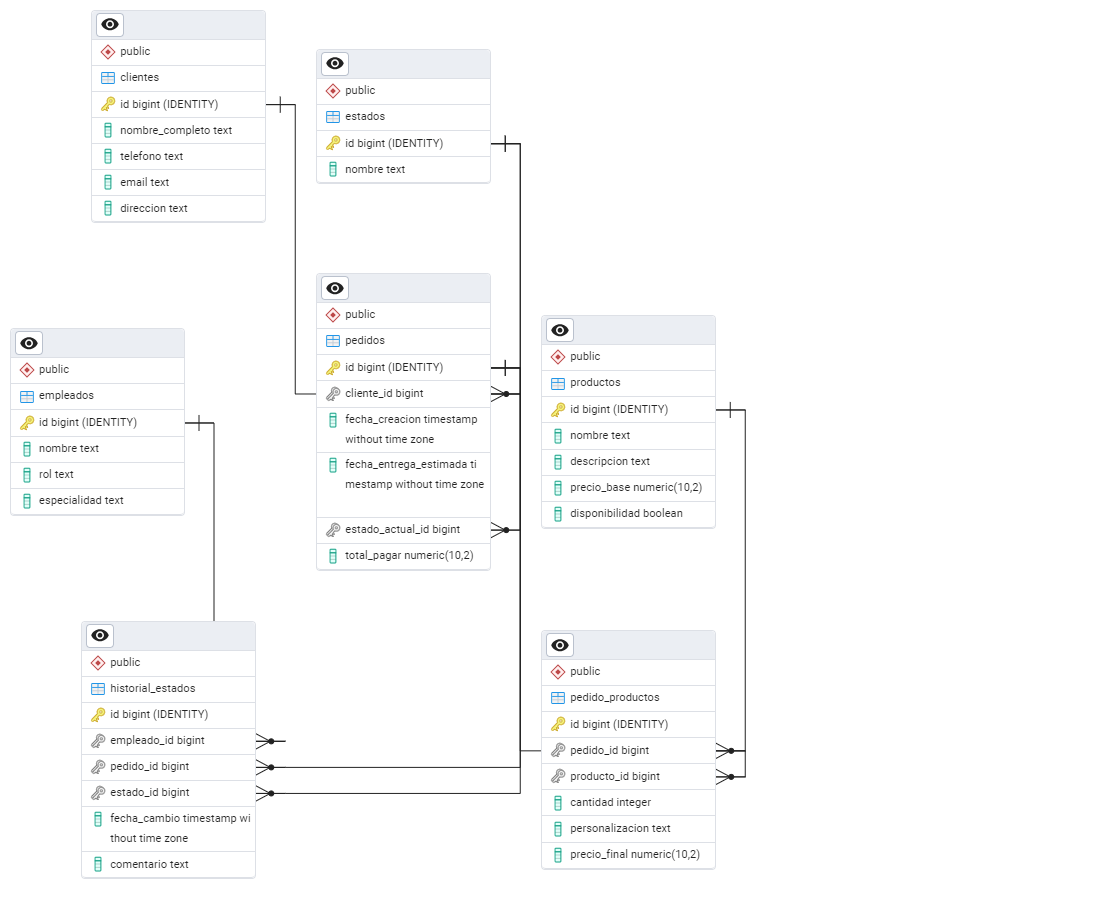 public
clientes
id bigint (IDENTITY)
nombre_completo text
telefono text
email text
direccion text
public
estados
id bigint (IDENTITY)
nombre text
public
pedidos
id bigint (IDENTITY)
cliente_id bigint
fecha_creacion timestamp
without time zone
fecha_entrega_estimada ti
mestamp without time zone
estado_actual_id bigint
total_pagar numeric(10,2)
public
productos
id bigint (IDENTITY)
nombre text
descripcion text
precio_base numeric(10,2)
disponibilidad boolean
public
empleados
id bigint (IDENTITY)
nombre text
rol text
especialidad text
public
historial_estados
id bigint (IDENTITY)
empleado_id bigint
pedido_id bigint
estado_id bigint
fecha_cambio timestamp wi
thout time zone
comentario text
public
pedido_productos
id bigint (IDENTITY)
pedido_id bigint
producto_id bigint
cantidad integer
personalizacion text
precio_final numeric(10,2)